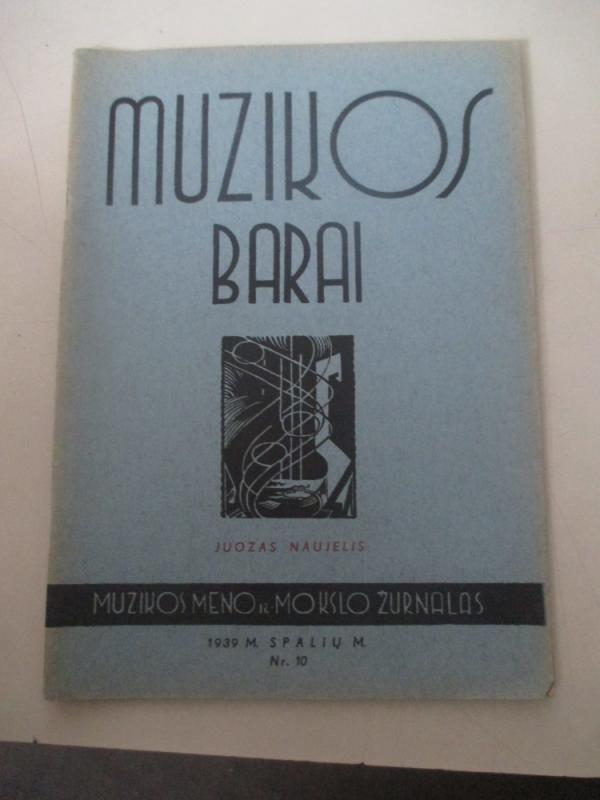 MUZIKOS
BARAI
JUOZAS NAUJELIS
MUZIKOS MENO IR MOKSLO ŽURNALAS
1939 M. SPALIŲ M.
Nr. 10